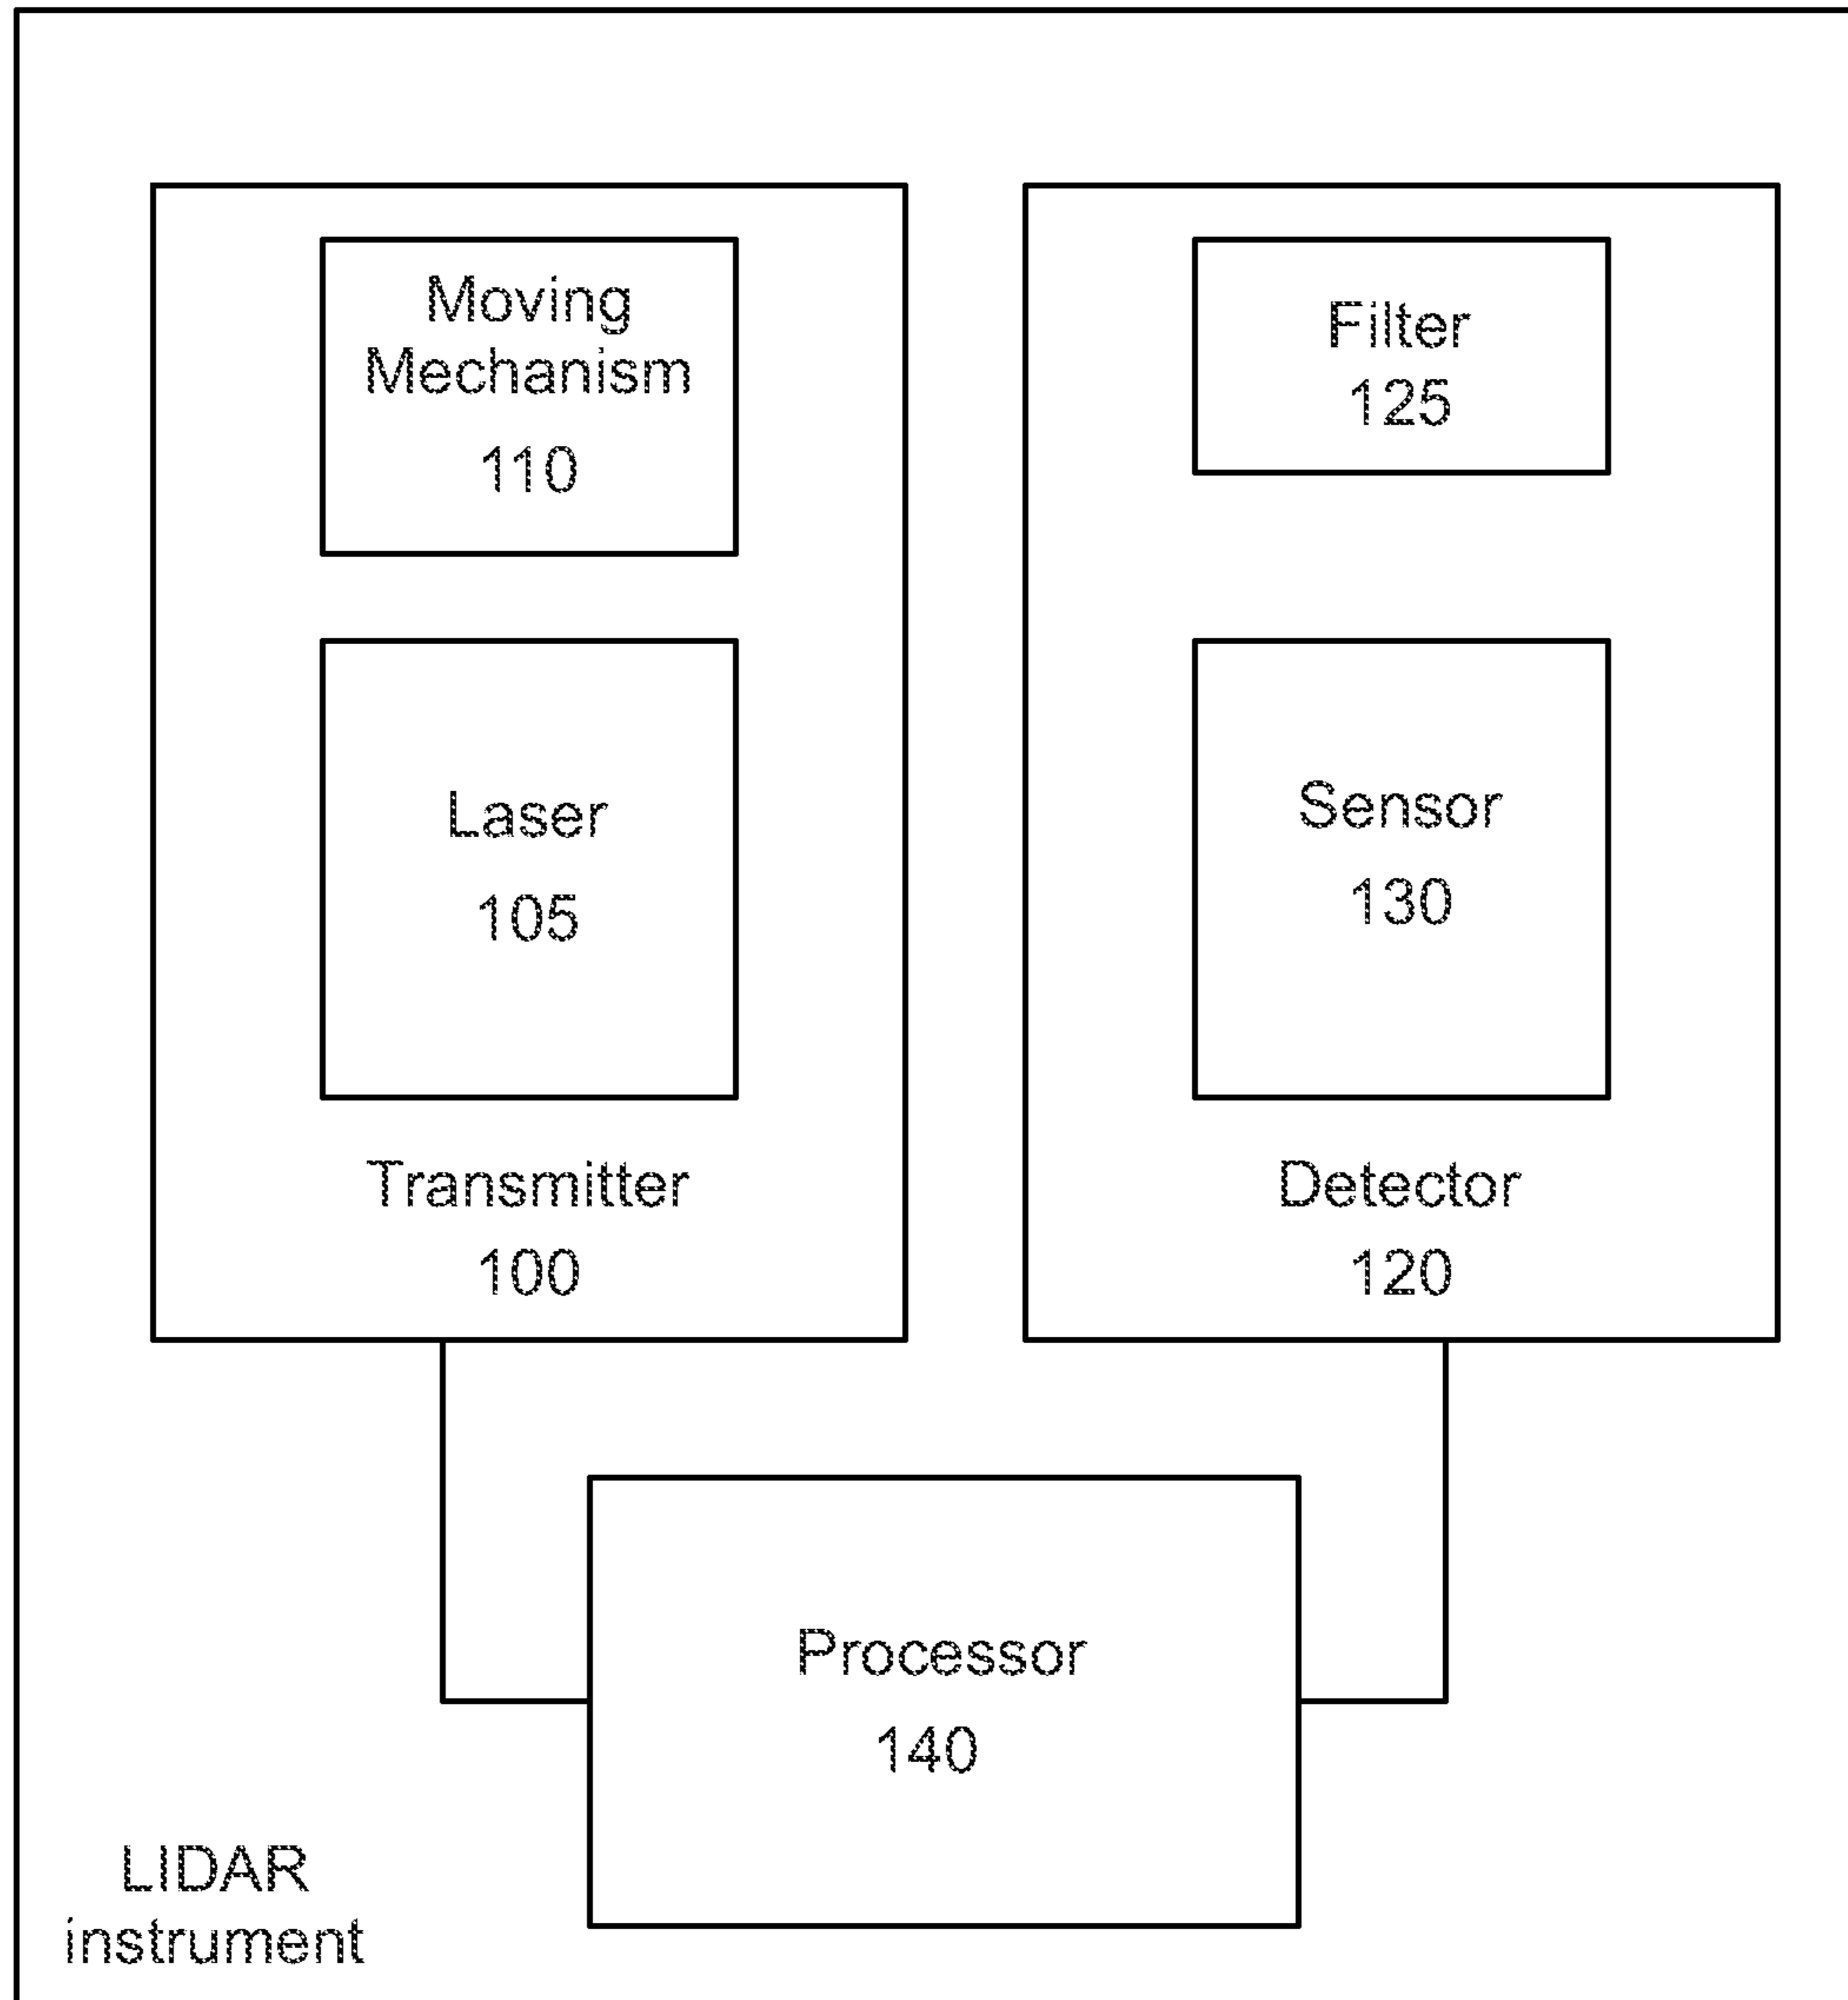 Moving
Mechanism
110
Laser
105
Transmitter
100
Filter
125
Sensor
130
Detector
120
Processor
140
LIDAR
instrument